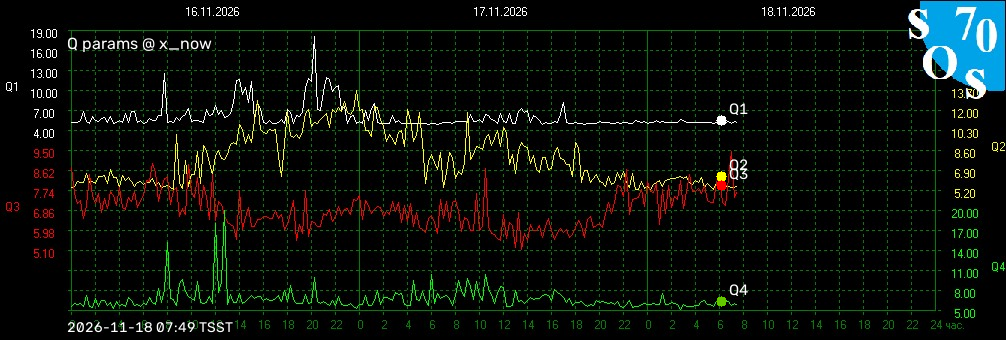 16.11.2026 17.11.2026 18.11.2026
S 70
O
S
Q params @ x_now
19.00
16.00
13.00
10.00
7.00
4.00
Q1
9.50
8.62
7.74
6.86
5.98
5.10
Q3
12.00
10.30
8.60
6.90
5.20
Q2
20.00
17.00
14.00
11.00
8.00
5.00
Q4
Q1
Q2
Q3
Q4
2026-11-18 07:49 TSST
14 16 18 20 22 0 2 4 6 8 10 12 14 16 18 20 22 0 2 4 6 8 10 12 14 16 18 20 22 24 час.